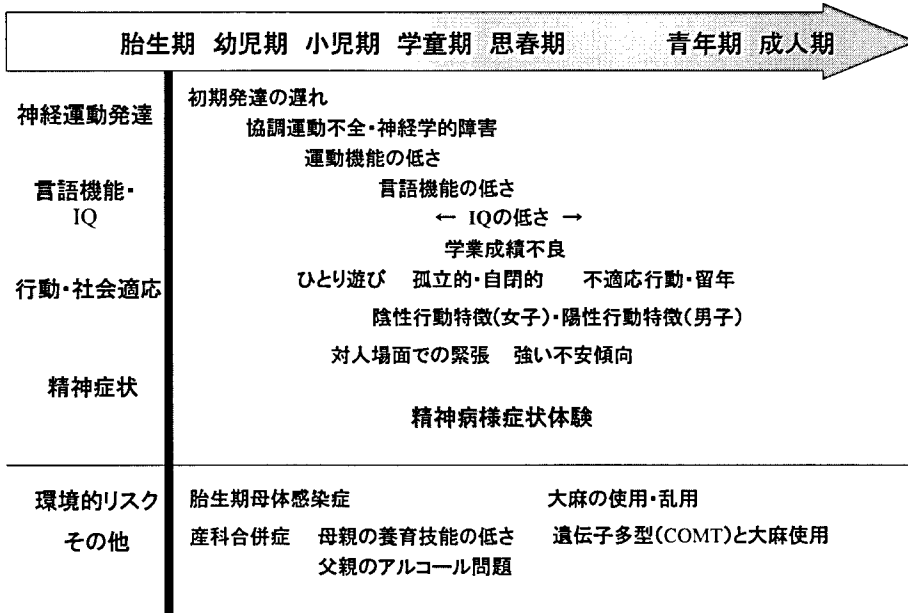 胎生期 幼児期 小児期 学童期 思春期 青年期 成人期
神経運動発達
初期発達の遅れ
協調運動不全・神経学的障害
運動機能の低さ
言語機能・
IQ
言語機能の低さ
← IQの低さ →
学業成績不良
行動・社会適応
ひとり遊び 孤立的・自閉的 不適応行動・留年
陰性行動特徴(女子)・陽性行動特徴(男子)
対人場面での緊張 強い不安傾向
精神症状
精神病様症状体験
環境的リスク
胎生期母体感染症 大麻の使用・乱用
その他
産科合併症 母親の養育技能の低さ 遺伝子多型(COMT)と大麻使用
父親のアルコール問題